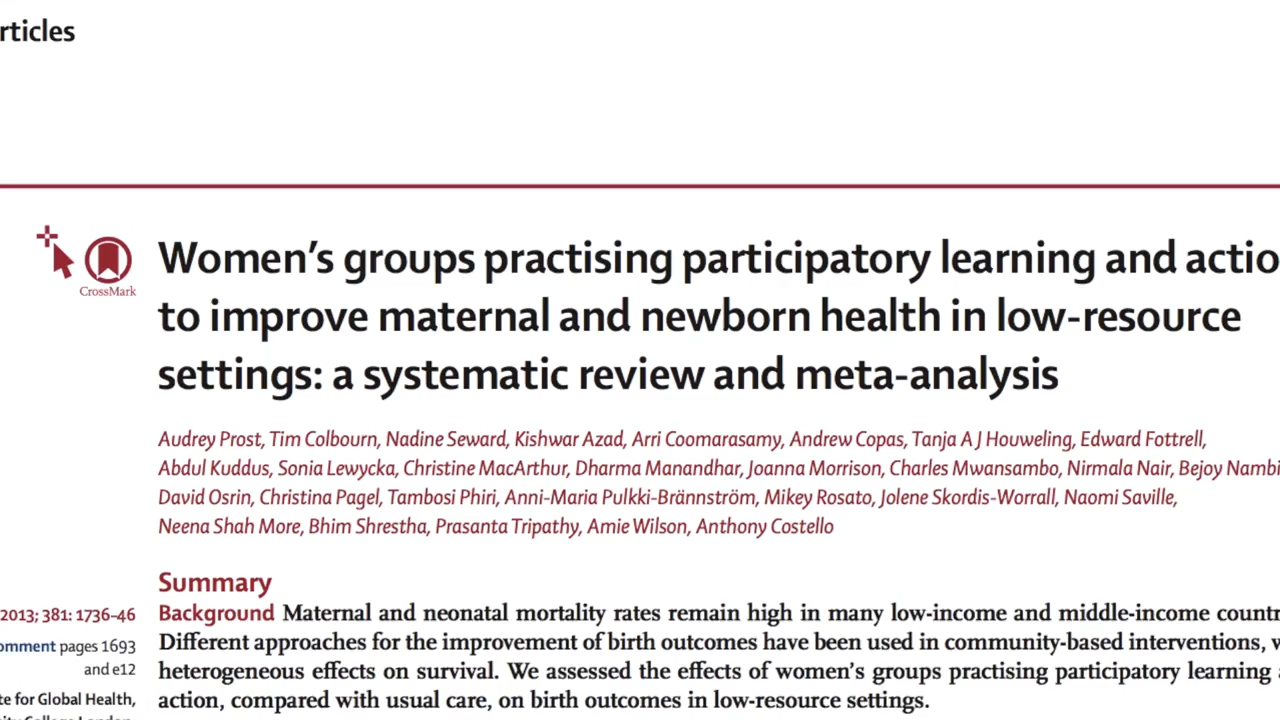 rticles
CrossMark
Women's groups practising participatory learning and actio
to improve maternal and newborn health in low-resource
settings: a systematic review and meta-analysis
Audrey Prost, Tim Colbourn, Nadine Seward, Kishwar Azad, Arri Coomarasamy, Andrew Copas, Tanja A J Houweling, Edward Fottrell,
Abdul Kuddus, Sonia Lewycka, Christine MacArthur, Dharma Manandhar, Joanna Morrison, Charles Mwansambo, Nirmala Nair, Bejoy Nambi
David Osrin, Christina Pagel, Tambosi Phiri, Anni-Maria Pulkki-Brännström, Mikey Rosato, Jolene Skordis-Worrall, Naomi Saville,
Neena Shah More, Bhim Shrestha, Prasanta Tripathy, Amie Wilson, Anthony Costello
Summary
Background Maternal and neonatal mortality rates remain high in many low-income and middle-income countr
Different approaches for the improvement of birth outcomes have been used in community-based interventions, w
heterogeneous effects on survival. We assessed the effects of women's groups practising participatory learning a
action, compared with usual care, on birth outcomes in low-resource settings.
2013; 381: 1736–46
omment pages 1693
and e12
te for Global Health,